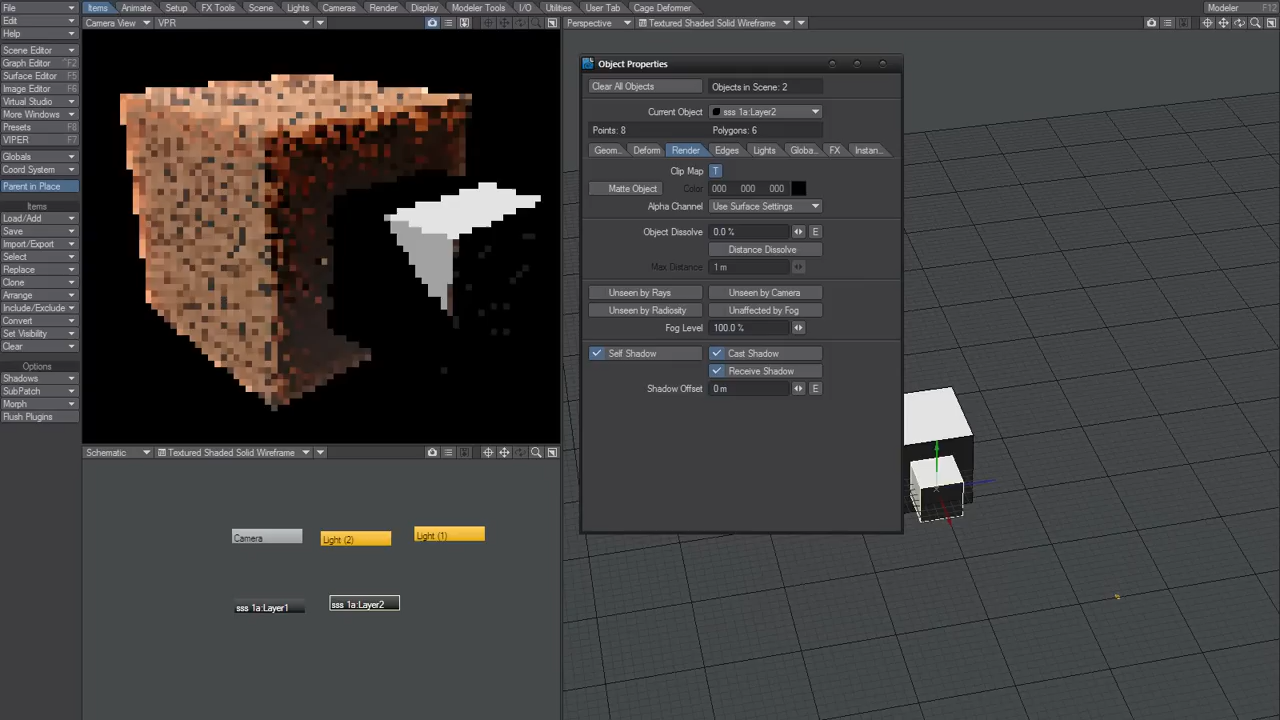 File
Items
Animate
Setup
FX Tools
Scene
Lights
Cameras
Render
Display
Modeler Tools
I/O
Utilities
User Tab
Cage Deformer
Modeler
F12
Edit
Help
Scene Editor
Graph Editor ^F2
Surface Editor F5
Image Editor F6
Virtual Studio
More Windows
Presets F8
VIPER F7
Globals
Coord System
Parent in Place
Items
Load/Add
Save
Import/Export
Select
Replace
Clone
Arrange
Include/Exclude
Convert
Set Visibility
Clear
Options
Shadows
SubPatch
Morph
Flush Plugins
Camera View
VPR
Perspective
Textured Shaded Solid Wireframe
Object Properties
Clear All Objects
Objects in Scene: 2
Current Object
sss 1a:Layer2
Points: 8
Polygons: 6
Geom...
Deform
Render
Edges
Lights
Globa...
FX
Instan...
Clip Map
T
Matte Object
Color
000 000 000
Alpha Channel
Use Surface Settings
Object Dissolve
0.0 %
E
Distance Dissolve
Max Distance
1 m
Unseen by Rays
Unseen by Camera
Unseen by Radiosity
Unaffected by Fog
Fog Level
100.0 %
Self Shadow
Cast Shadow
Receive Shadow
Shadow Offset
0 m
E
Schematic
Textured Shaded Solid Wireframe
Camera
Light (2)
Light (1)
sss 1a:Layer1
sss 1a:Layer2